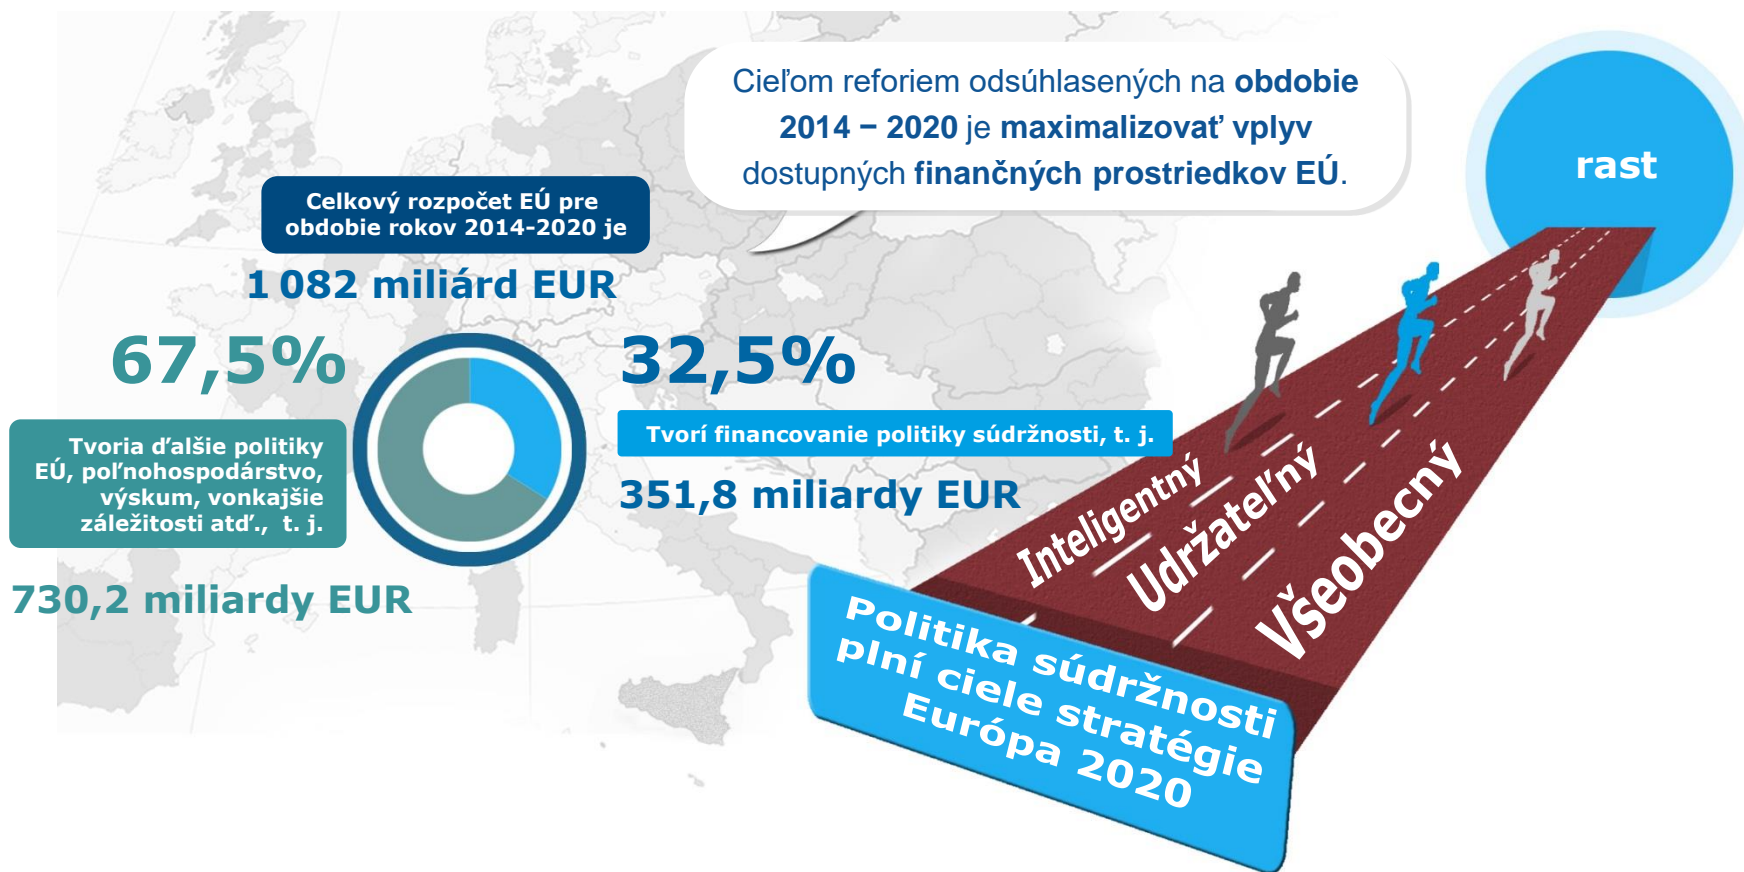 Cieľom reforiem odsúhlasených na obdobie
2014 – 2020 je maximalizovať vplyv
dostupných finančných prostriedkov EÚ.
rast
Celkový rozpočet EÚ pre
obdobie rokov 2014-2020 je
1 082 miliárd EUR
67,5%
Tvoria ďalšie politiky
EÚ, poľnohospodárstvo,
výskum, vonkajšie
záležitosti atď., t. j.
730,2 miliardy EUR
32,5%
Tvorí financovanie politiky súdržnosti, t. j.
351,8 miliardy EUR
Inteligentný
Udržateľný
Všeobecný
Politika súdržnosti
plní ciele stratégie
Európa 2020